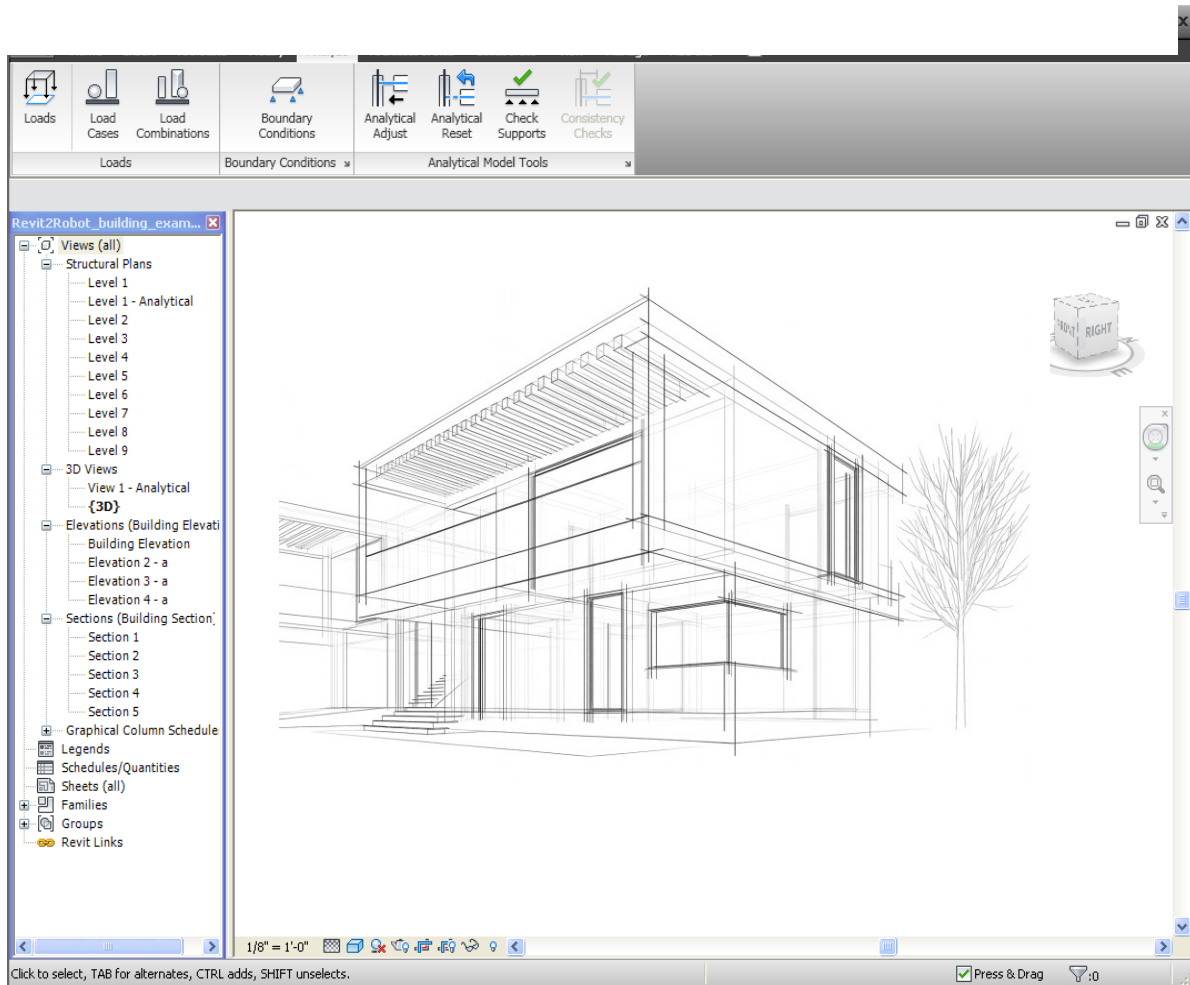 Loads
Load
Cases
Load
Combinations
Boundary
Conditions
Analytical
Adjust
Analytical
Reset
Check
Supports
Consistency
Checks
Loads
Boundary Conditions
Analytical Model Tools
Revit2Robot_building_exam...
Views (all)
Structural Plans
Level 1
Level 1 - Analytical
Level 2
Level 3
Level 4
Level 5
Level 6
Level 7
Level 8
Level 9
3D Views
View 1 - Analytical
{3D}
Elevations (Building Elevati
Building Elevation
Elevation 2 - a
Elevation 3 - a
Elevation 4 - a
Sections (Building Section)
Section 1
Section 2
Section 3
Section 4
Section 5
Graphical Column Schedule
Legends
Schedules/Quantities
Sheets (all)
Families
Groups
Revit Links
FRONT
RIGHT
E
1/8" = 1'-0"
Click to select, TAB for alternates, CTRL adds, SHIFT unselects.
Press & Drag
:0